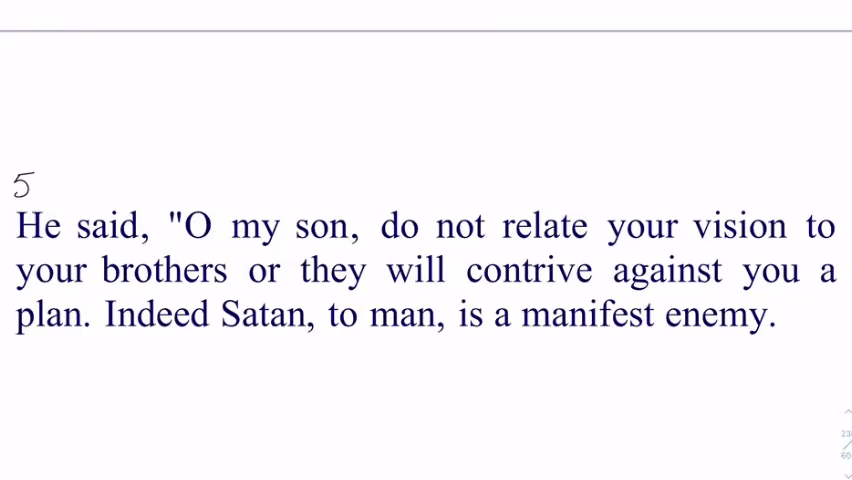 5
He said, "O my son, do not relate your vision to
your brothers or they will contrive against you a
plan. Indeed Satan, to man, is a manifest enemy.